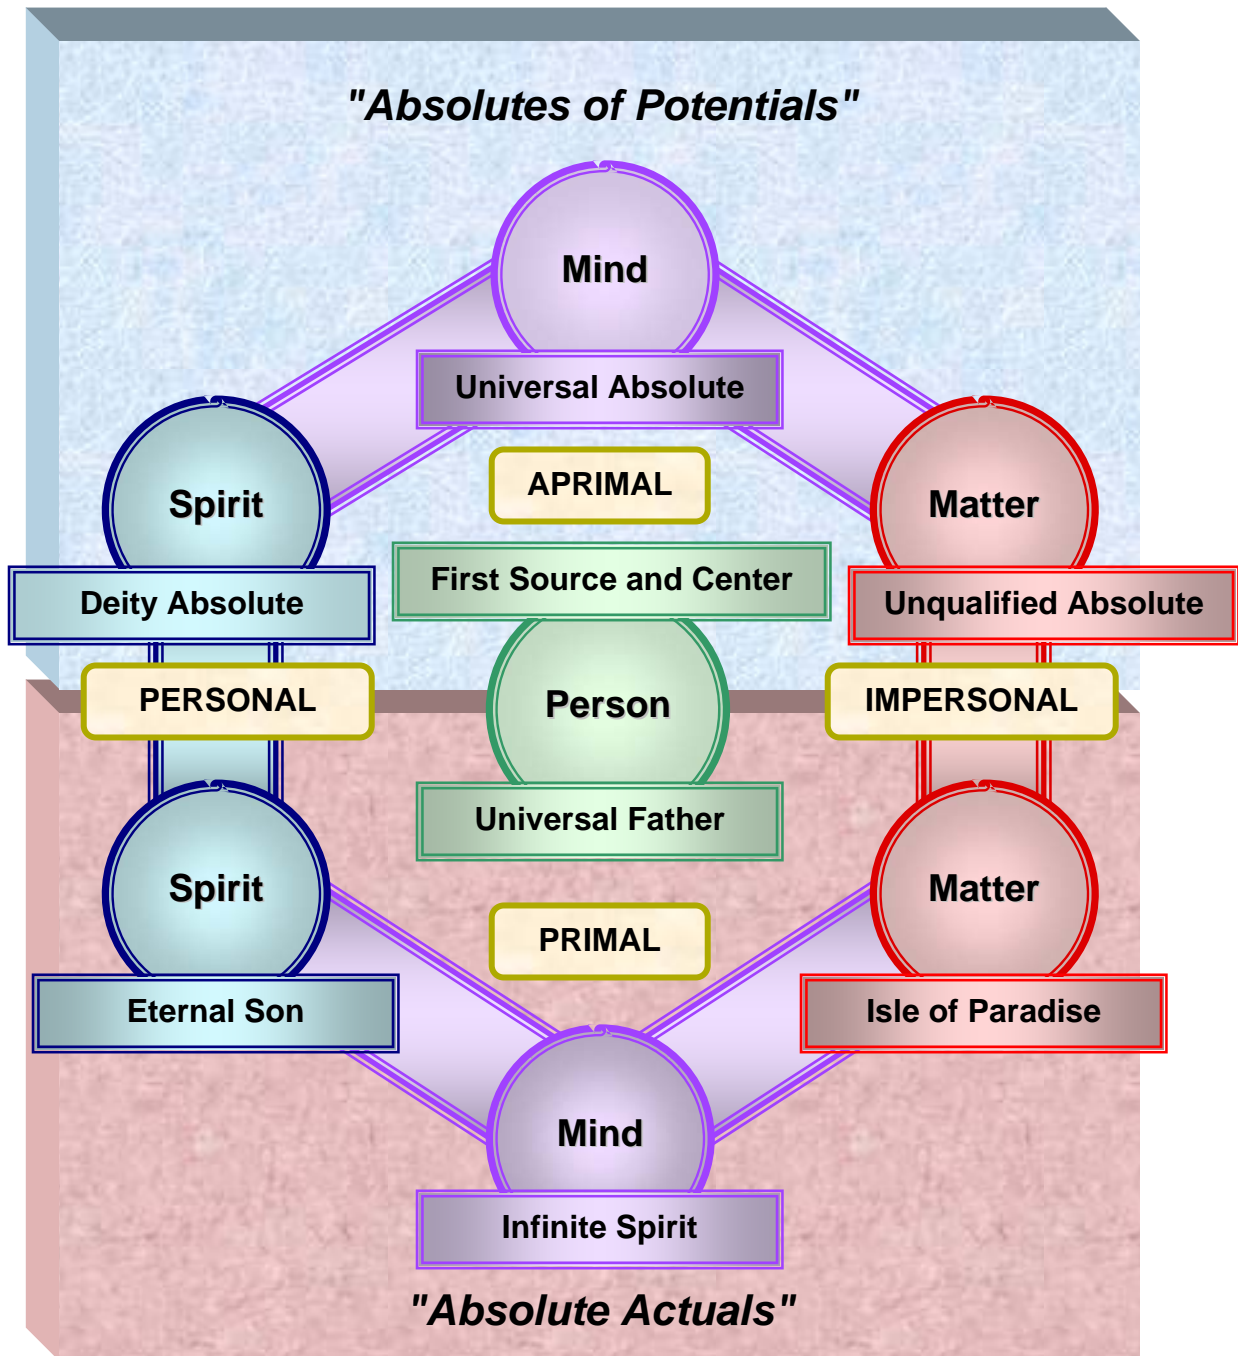 "Absolutes of Potentials"
Mind
Universal Absolute
Spirit
APRIMAL
Matter
Deity Absolute
First Source and Center
Unqualified Absolute
PERSONAL
Person
IMPERSONAL
Universal Father
Spirit
PRIMAL
Matter
Eternal Son
Isle of Paradise
Mind
Infinite Spirit
"Absolute Actuals"